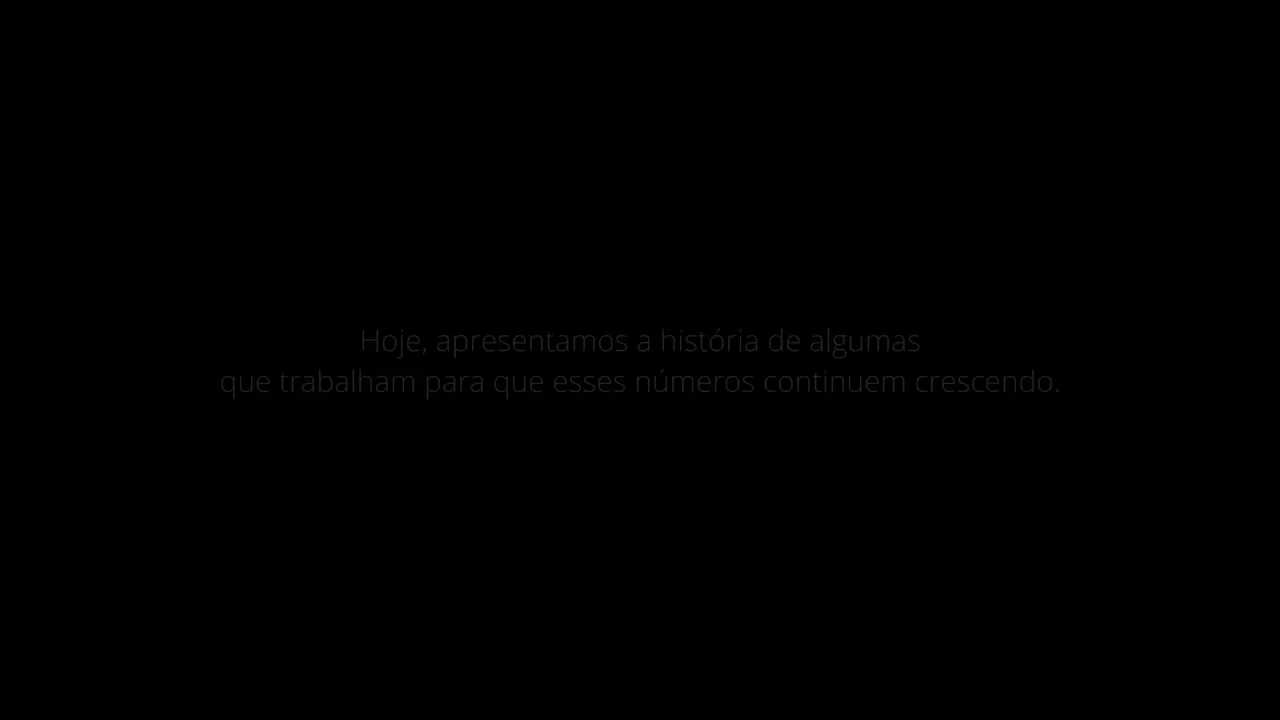 Hoje, apresentamos a história de algumas
que trabalham para que esses números continuem crescendo.